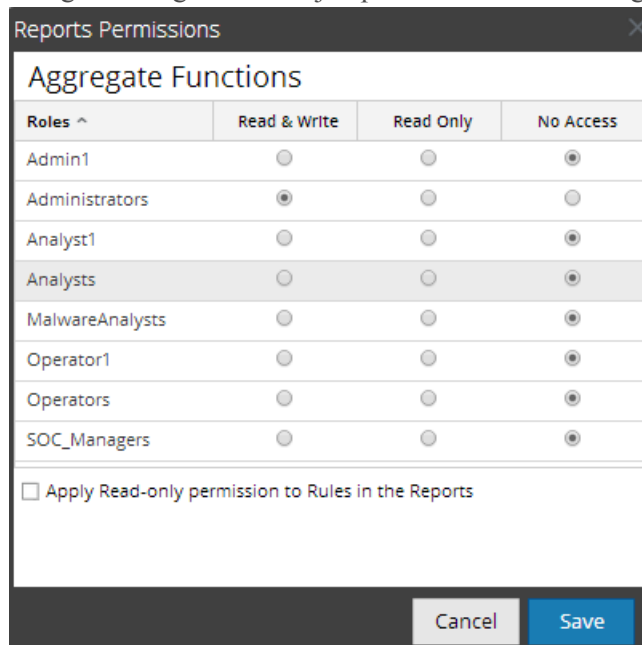 Reports Permissions
Aggregate Functions
Roles Read & Write Read Only No Access
Admin1
Administrators
Analyst1
Analysts
MalwareAnalysts
Operator1
Operators
SOC_Managers
Apply Read-only permission to Rules in the Reports
Cancel Save